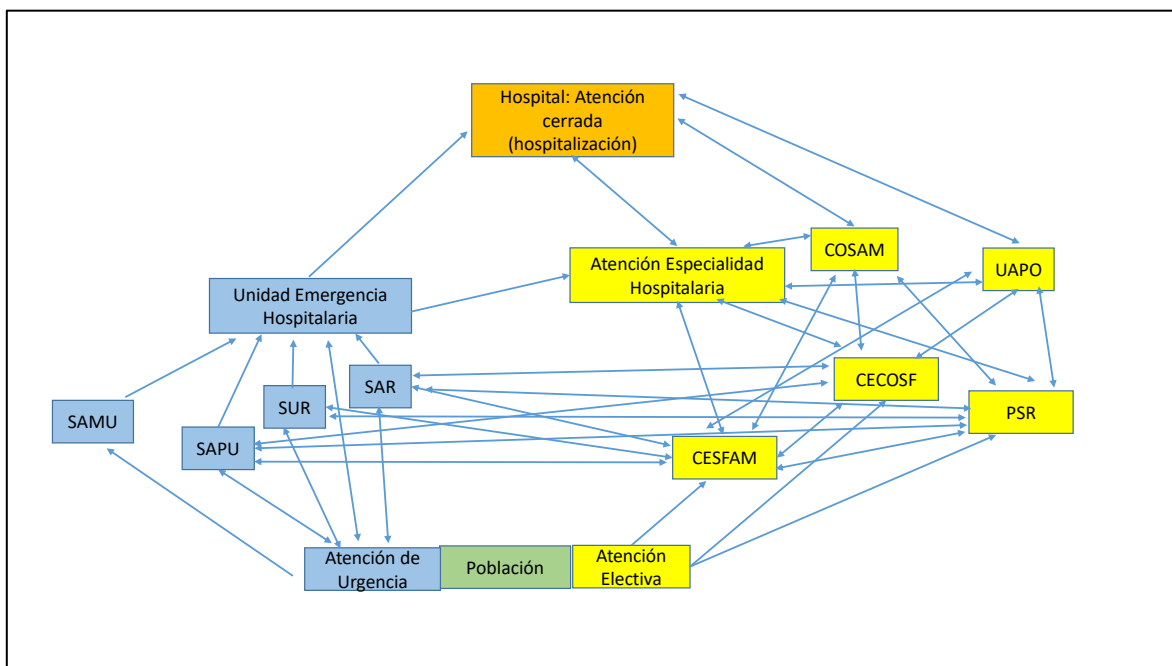 Hospital: Atención
cerrada
(hospitalización)
COSAM
Atención Especialidad
Hospitalaria
UAPO
Unidad Emergencia
Hospitalaria
SAR
CECOSF
SUR
PSR
SAMU
SAPU
CESFAM
Atención de
Urgencia
Población
Atención
Electiva